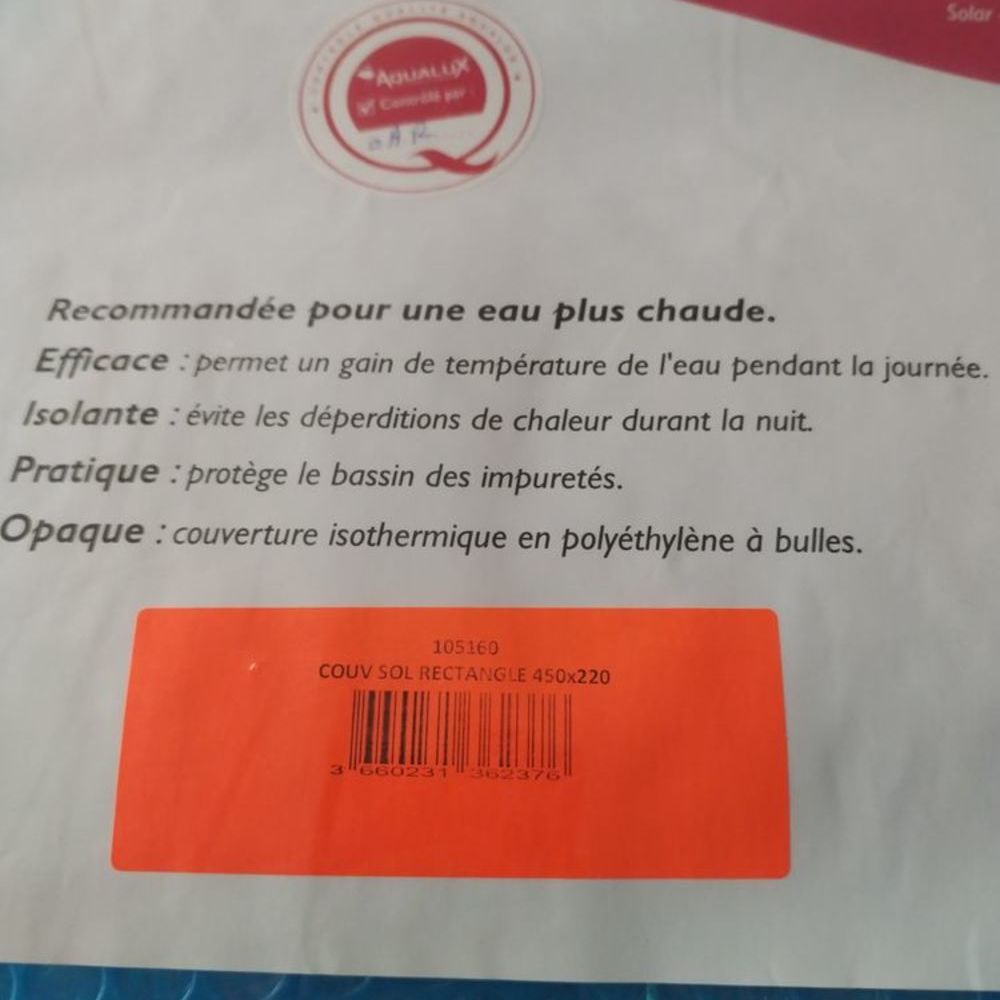 Solar
AQUALUX
Contrôlé par :
Recommandée pour une eau plus chaude.
Efficace : permet un gain de température de l'eau pendant la journée.
Isolante : évite les déperditions de chaleur durant la nuit.
Pratique : protège le bassin des impuretés.
Opaque : couverture isothermique en polyéthylène à bulles.
105160
COUV SOL RECTANGLE 450x220
3 660231 362376